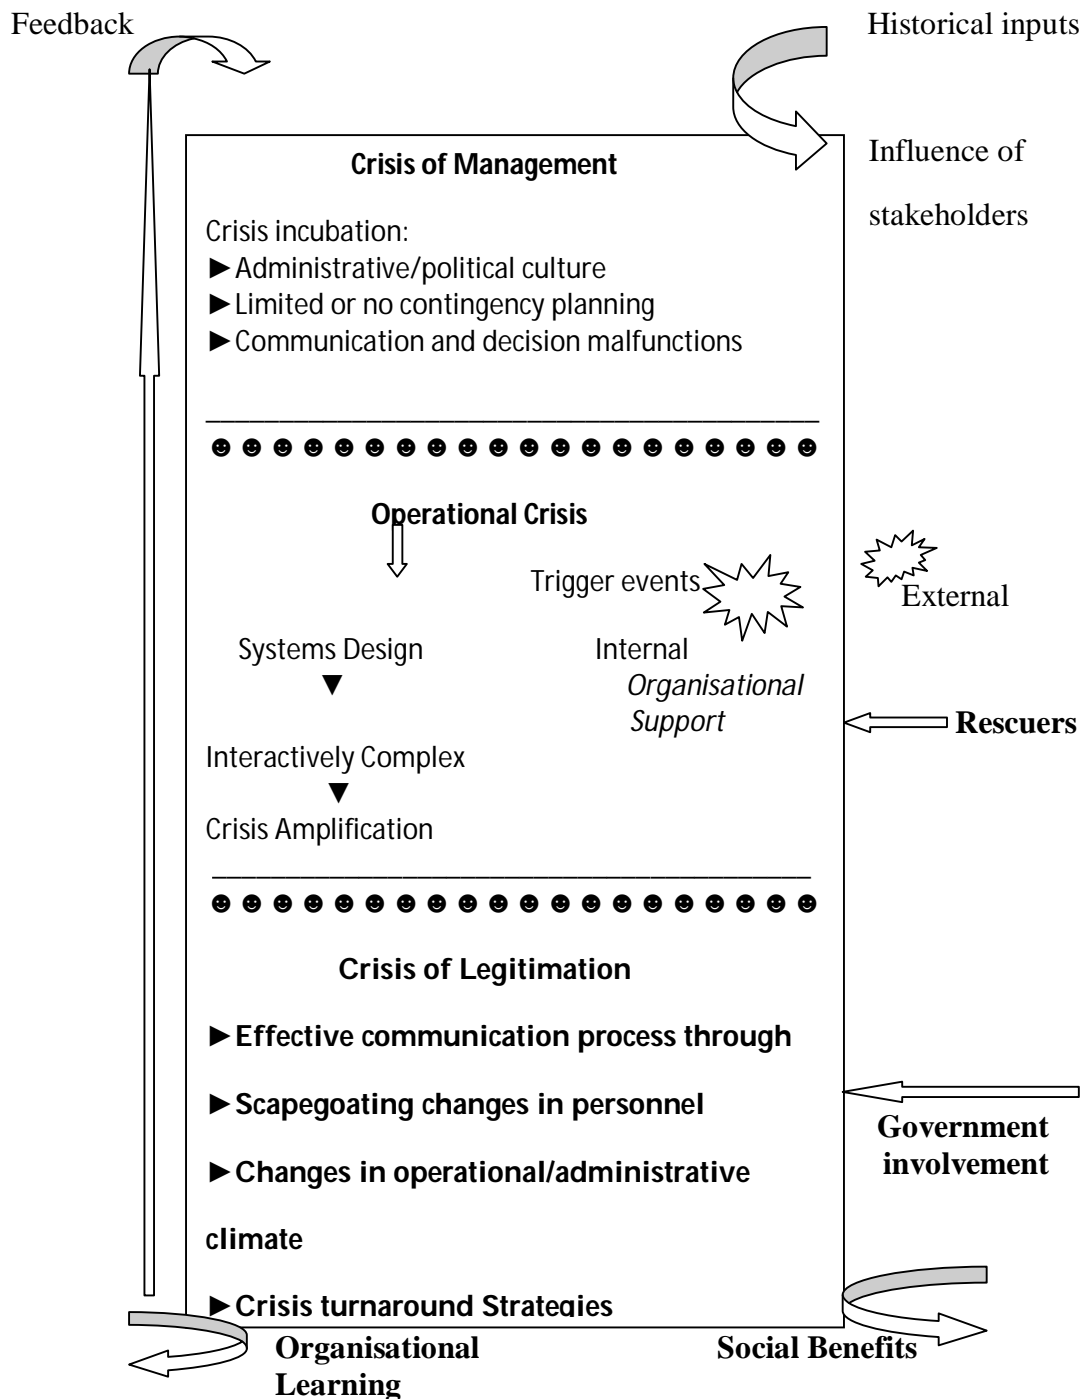 Feedback
Historical inputs
Influence of
stakeholders
Crisis of Management
Crisis incubation:
►Administrative/political culture
►Limited or no contingency planning
►Communication and decision malfunctions
Operational Crisis
Trigger events
External
Systems Design
Internal
▼
Organisational
Support
Rescuers
Interactively Complex
▼
Crisis Amplification
Crisis of Legitimation
►Effective communication process through
►Scapegoating changes in personnel
Government
involvement
►Changes in operational/administrative
climate
►Crisis turnaround Strategies
Organisational
Learning
Social Benefits